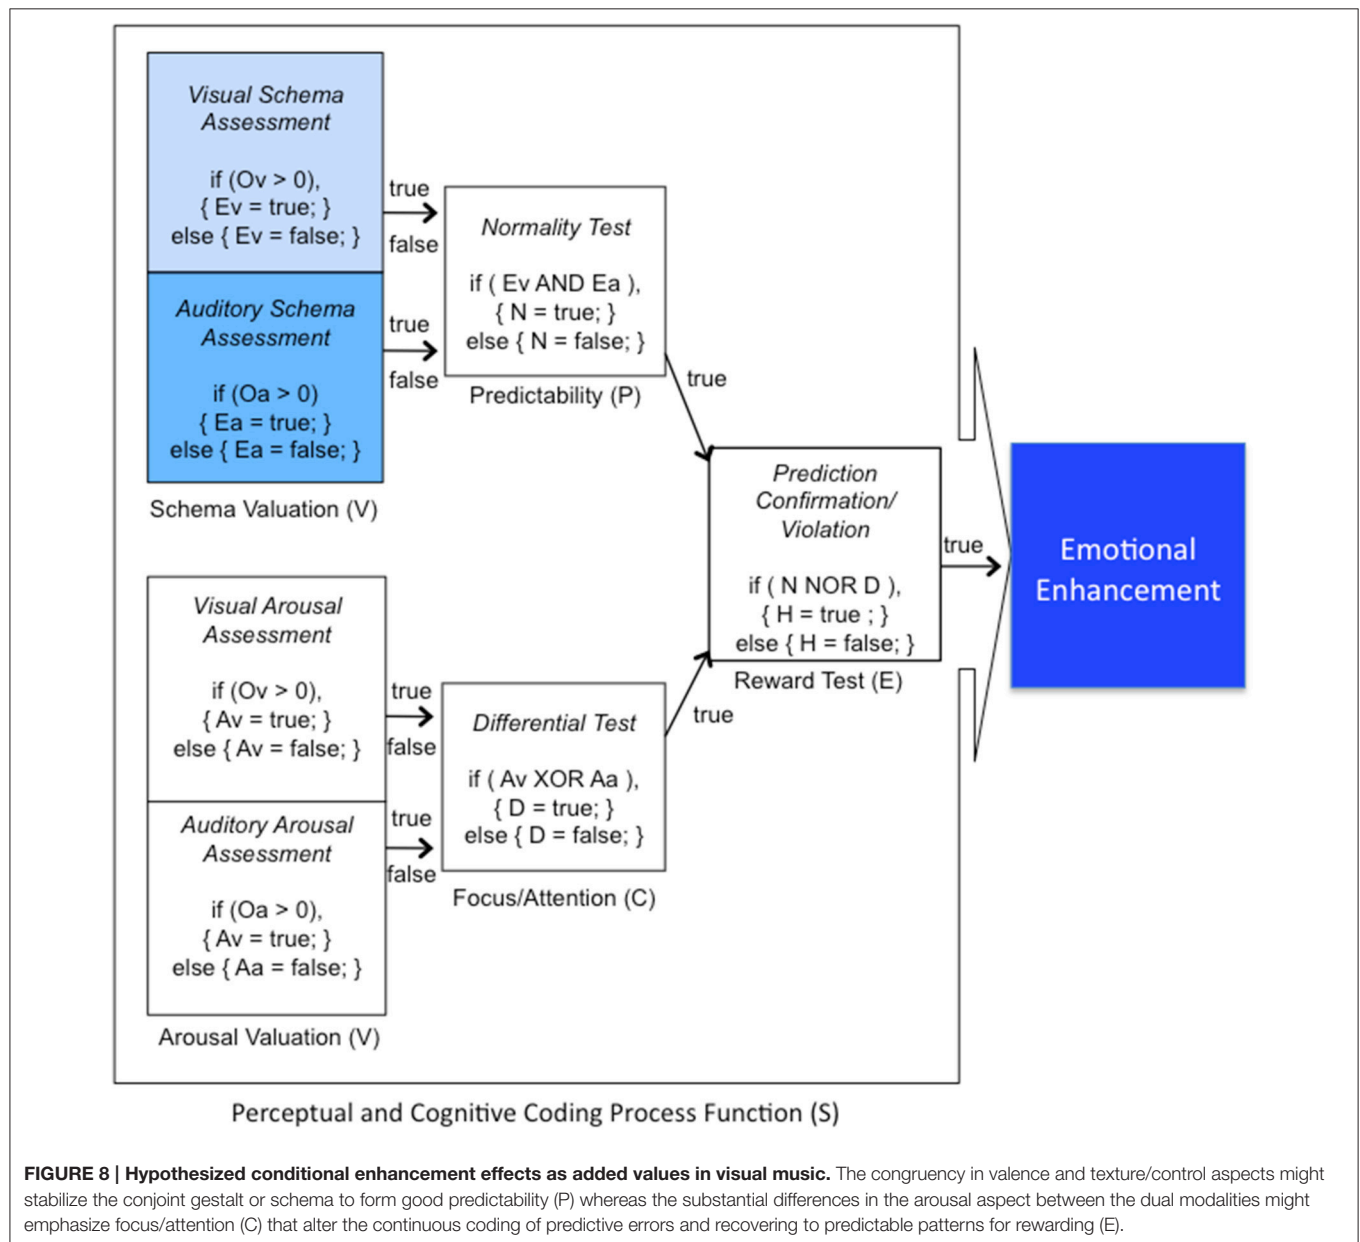 Visual Schema
Assessment
if (Ov > 0),
{ Ev = true; }
else { Ev = false; }
Auditory Schema
Assessment
if (Oa > 0)
{ Ea = true; }
else { Ea = false; }
Schema Valuation (V)
true
false
true
false
Normality Test
if ( Ev AND Ea ),
{ N = true; }
else { N = false; }
Predictability (P)
true
Visual Arousal
Assessment
if (Ov > 0),
{ Av = true; }
else { Av = false; }
Auditory Arousal
Assessment
if (Oa > 0),
{ Av = true; }
else { Aa = false; }
Arousal Valuation (V)
true
false
true
false
Differential Test
if ( Av XOR Aa ),
{ D = true; }
else { D = false; }
Focus/Attention (C)
true
Prediction
Confirmation/
Violation
if ( N NOR D ),
{ H = true ; }
else { H = false; }
Reward Test (E)
true
Emotional
Enhancement
Perceptual and Cognitive Coding Process Function (S)
FIGURE 8 | Hypothesized conditional enhancement effects as added values in visual music. The congruency in valence and texture/control aspects might
stabilize the conjoint gestalt or schema to form good predictability (P) whereas the substantial differences in the arousal aspect between the dual modalities might
emphasize focus/attention (C) that alter the continuous coding of predictive errors and recovering to predictable patterns for rewarding (E).